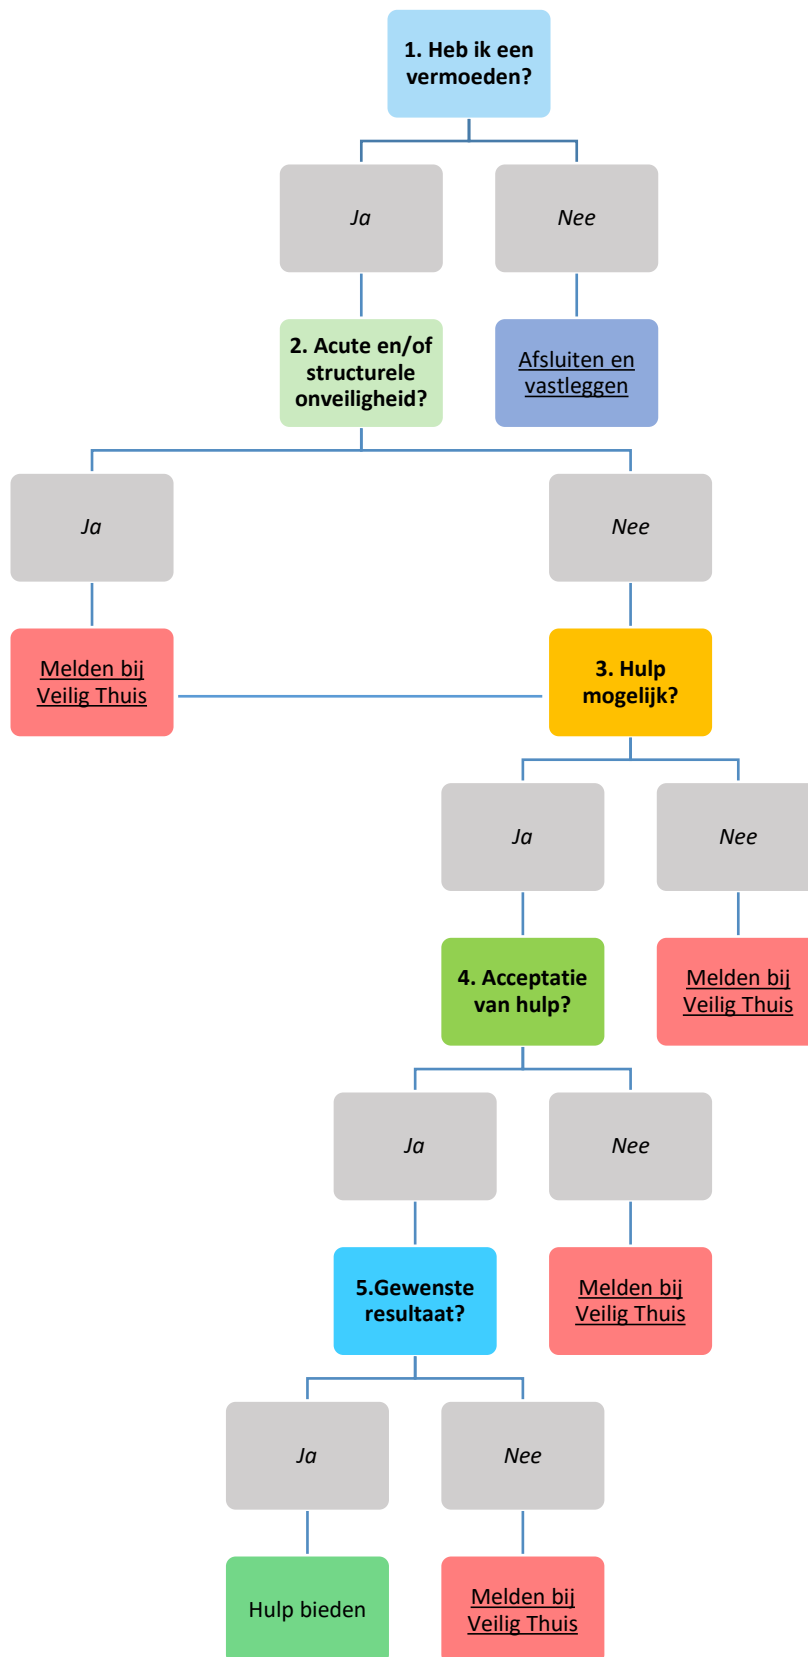 1. Heb ik een
vermoeden?
Ja
Nee
2. Acute en/of
structurele
onveiligheid?
Afsluiten en
vastleggen
Ja
Nee
Melden bij
Veilig Thuis
3. Hulp
mogelijk?
Ja
Nee
4. Acceptatie
van hulp?
Melden bij
Veilig Thuis
Ja
Nee
5.Gewenste
resultaat?
Melden bij
Veilig Thuis
Ja
Nee
Hulp bieden
Melden bij
Veilig Thuis